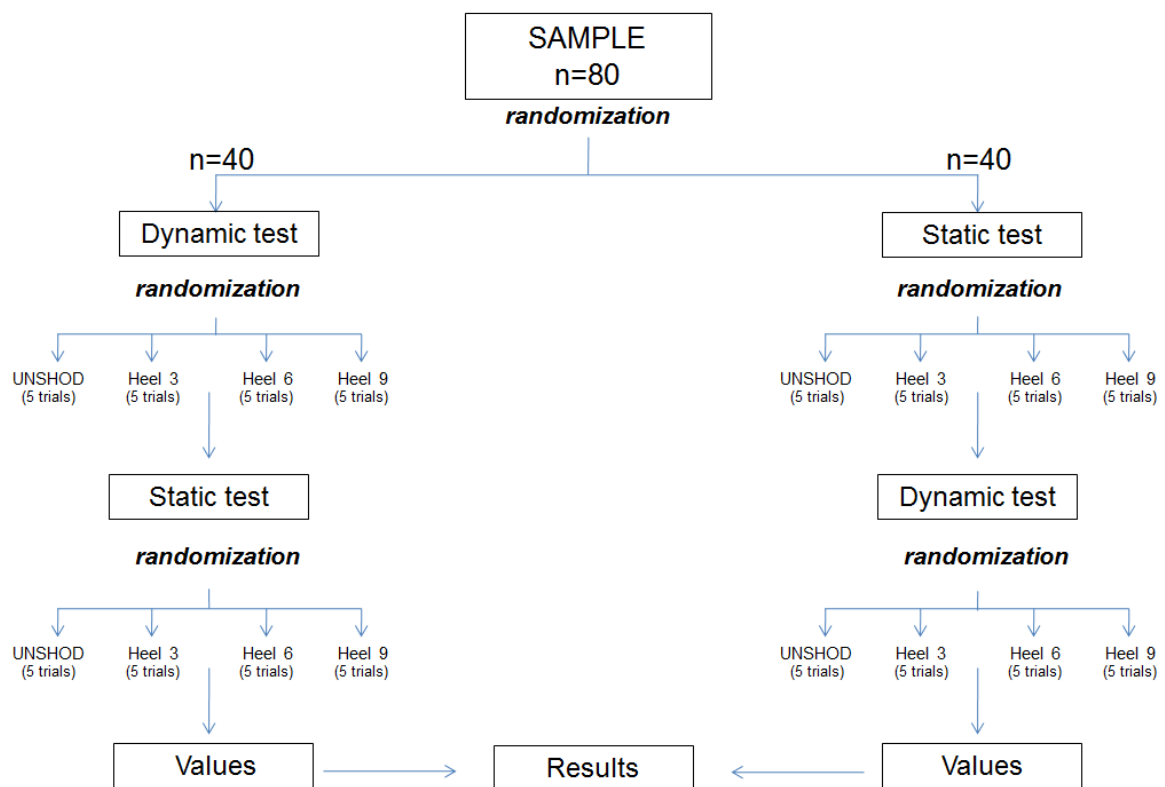 SAMPLE
n=80
randomization
n=40
n=40
Dynamic test
Static test
randomization
randomization
UNSHOD
(5 trials)
Heel 3
(5 trials)
Heel 6
(5 trials)
Heel 9
(5 trials)
UNSHOD
(5 trials)
Heel 3
(5 trials)
Heel 6
(5 trials)
Heel 9
(5 trials)
Static test
Dynamic test
randomization
randomization
UNSHOD
(5 trials)
Heel 3
(5 trials)
Heel 6
(5 trials)
Heel 9
(5 trials)
UNSHOD
(5 trials)
Heel 3
(5 trials)
Heel 6
(5 trials)
Heel 9
(5 trials)
Values
Results
Values